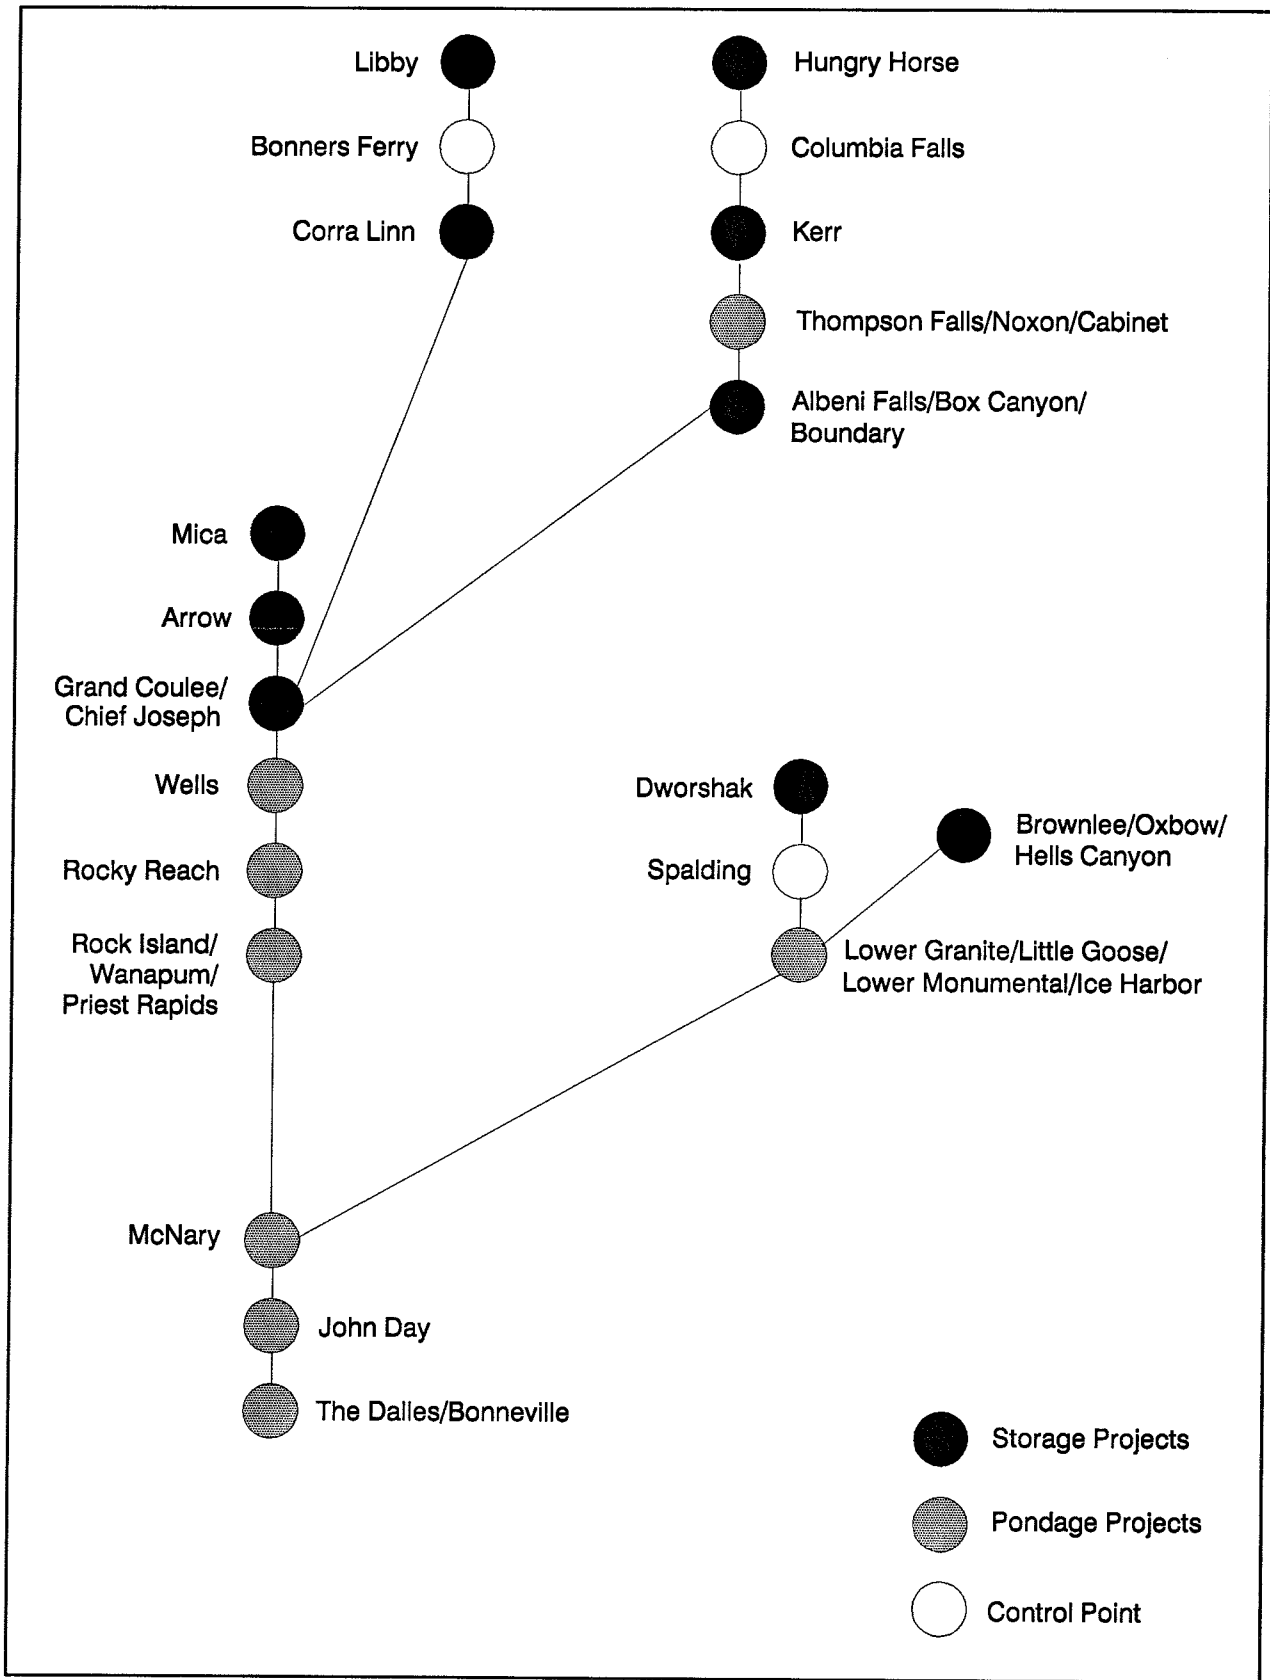 Libby
Hungry Horse
Bonners Ferry
Columbia Falls
Corra Linn
Kerr
Thompson Falls/Noxon/Cabinet
Albeni Falls/Box Canyon/
Boundary
Mica
Arrow
Grand Coulee/
Chief Joseph
Wells
Dworshak
Brownlee/Oxbow/
Hells Canyon
Rocky Reach
Spalding
Rock Island/
Wanapum/
Priest Rapids
Lower Granite/Little Goose/
Lower Monumental/Ice Harbor
McNary
John Day
The Dalles/Bonneville
Storage Projects
Pondage Projects
Control Point